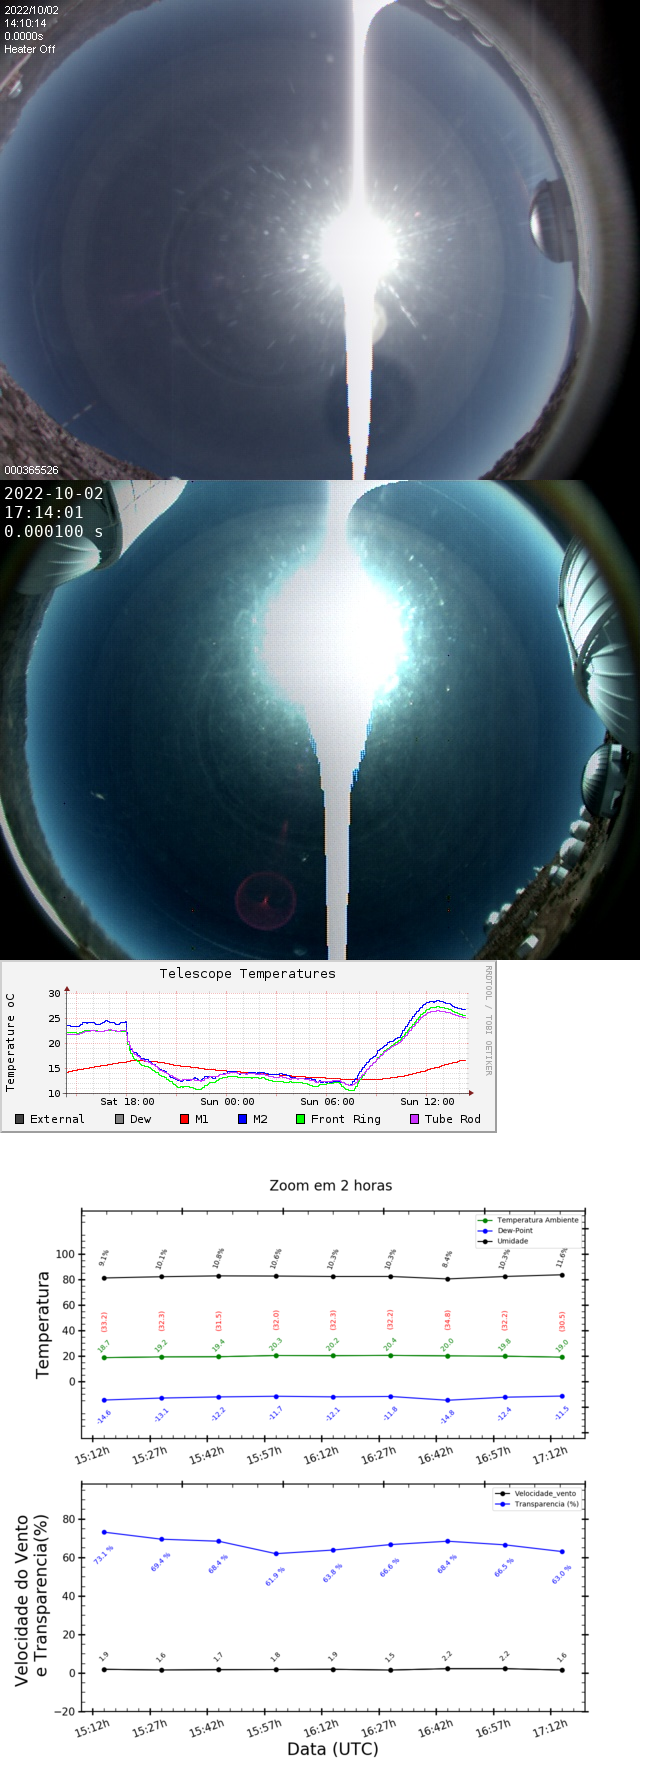 2022/10/02
14:10:14
0.0000s
Heater Off
000365526
2022-10-02
17:14:01
0.000100 s
Telescope Temperatures
Temperature oC
30
25
20
15
10
Sat 18:00 Sun 00:00 Sun 06:00 Sun 12:00
External Dew M1 M2 Front Ring Tube Rod
RRDTOOL / TOBI OETIKER
Zoom em 2 horas
Temperatura Ambiente
Dew-Point
Umidade
Temperatura
100
80
60
40
20
0
9.1% 10.1% 10.8% 10.6% 10.3% 10.3% 8.4% 10.3% 11.6%
(33.2) (32.3) (31.5) (32.0) (32.3) (32.2) (34.8) (32.2) (30.5)
18.7 19.2 19.4 20.3 20.2 20.4 20.0 19.8 19.0
-14.6 -13.1 -12.2 -11.7 -12.1 -11.8 -14.8 -12.4 -11.5
15:12h 15:27h 15:42h 15:57h 16:12h 16:27h 16:42h 16:57h 17:12h
Velocidade_vento
Transparencia (%)
Velocidade do Vento
e Transparencia(%)
80
60
40
20
0
−20
73.1 % 69.4 % 68.4 % 61.9 % 63.8 % 66.6 % 68.4 % 66.5 % 63.0 %
1.9 1.6 1.7 1.8 1.9 1.5 2.2 2.2 1.6
15:12h 15:27h 15:42h 15:57h 16:12h 16:27h 16:42h 16:57h 17:12h
Data (UTC)